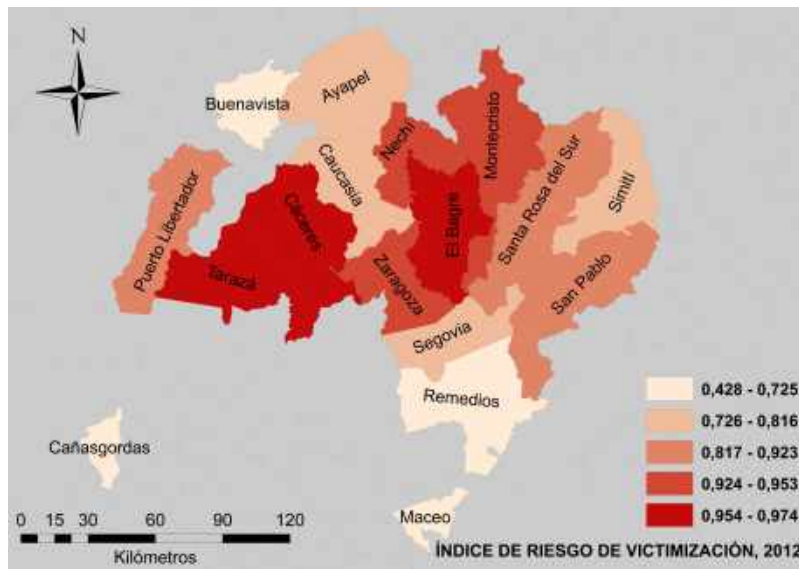 N
Buenavista
Ayapel
Nechí
Montecristo
Caucasia
Santa Rosa del Sur
Simití
Puerto Libertador
Cáceres
El Bagre
Tarazá
Zaragoza
San Pablo
Segovia
Remedios
Cañasgordas
Maceo
0,428 - 0,725
0,726 - 0,816
0,817 - 0,923
0,924 - 0,953
0,954 - 0,974
0 15 30 60 90 120
Kilómetros
ÍNDICE DE RIESGO DE VICTIMIZACIÓN, 2012